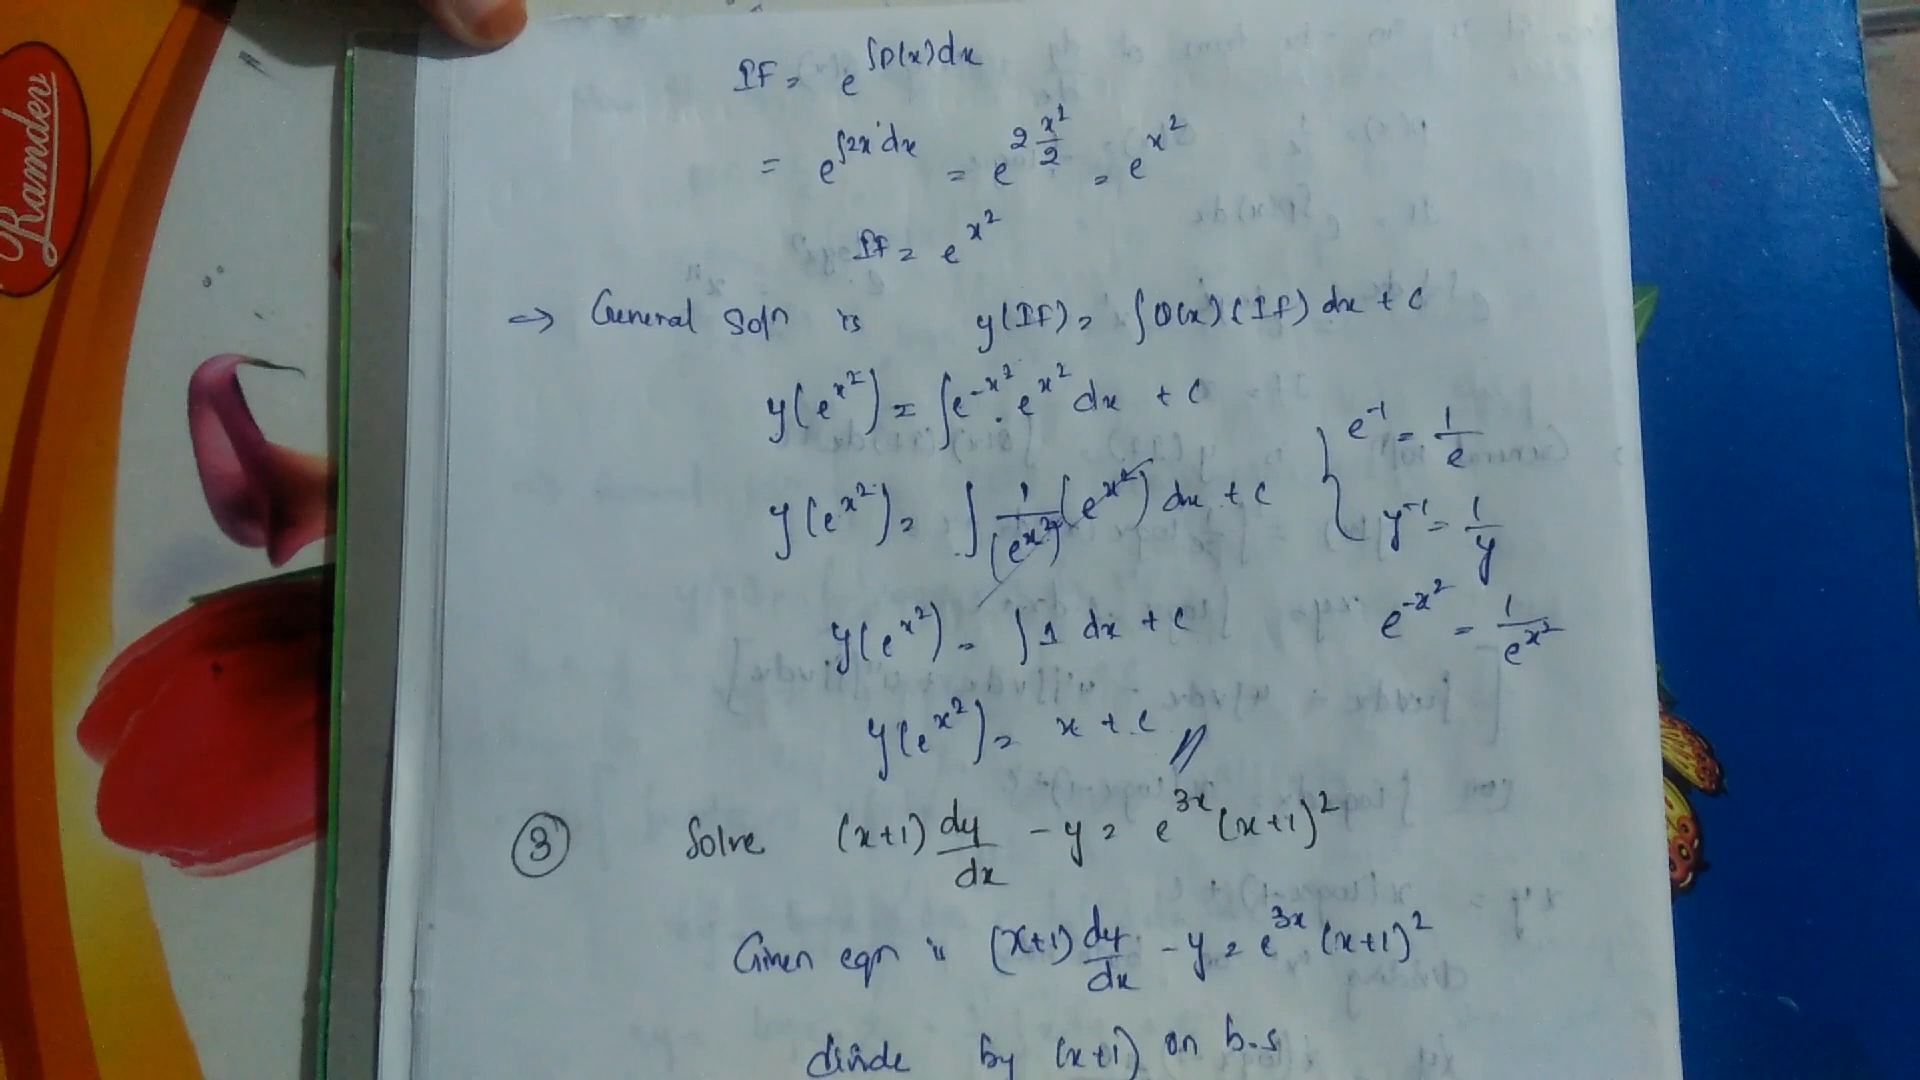 Ramdev
IF = e^∫P(x)dx
= e^∫2x dx = e^2 x²/2 = e^x²
IF = e^x²
⇒ General Soln is y(IF) = ∫Q(x)(IF) dx + c
y(e^x²) = ∫e^-x² . e^x² dx + c
e^-1 = 1/e
y(e^x²) = ∫ 1/(e^x²) (e^x²) dx + c
y^-1 = 1/y
y(e^x²) = ∫1 dx + c
e^-x² = 1/e^x²
y(e^x²) = x + c //
③ Solve (x+1) dy/dx - y = e^3x (x+1)²
Given eqn is (x+1) dy/dx - y = e^3x (x+1)²
divide by (x+1) on b.s